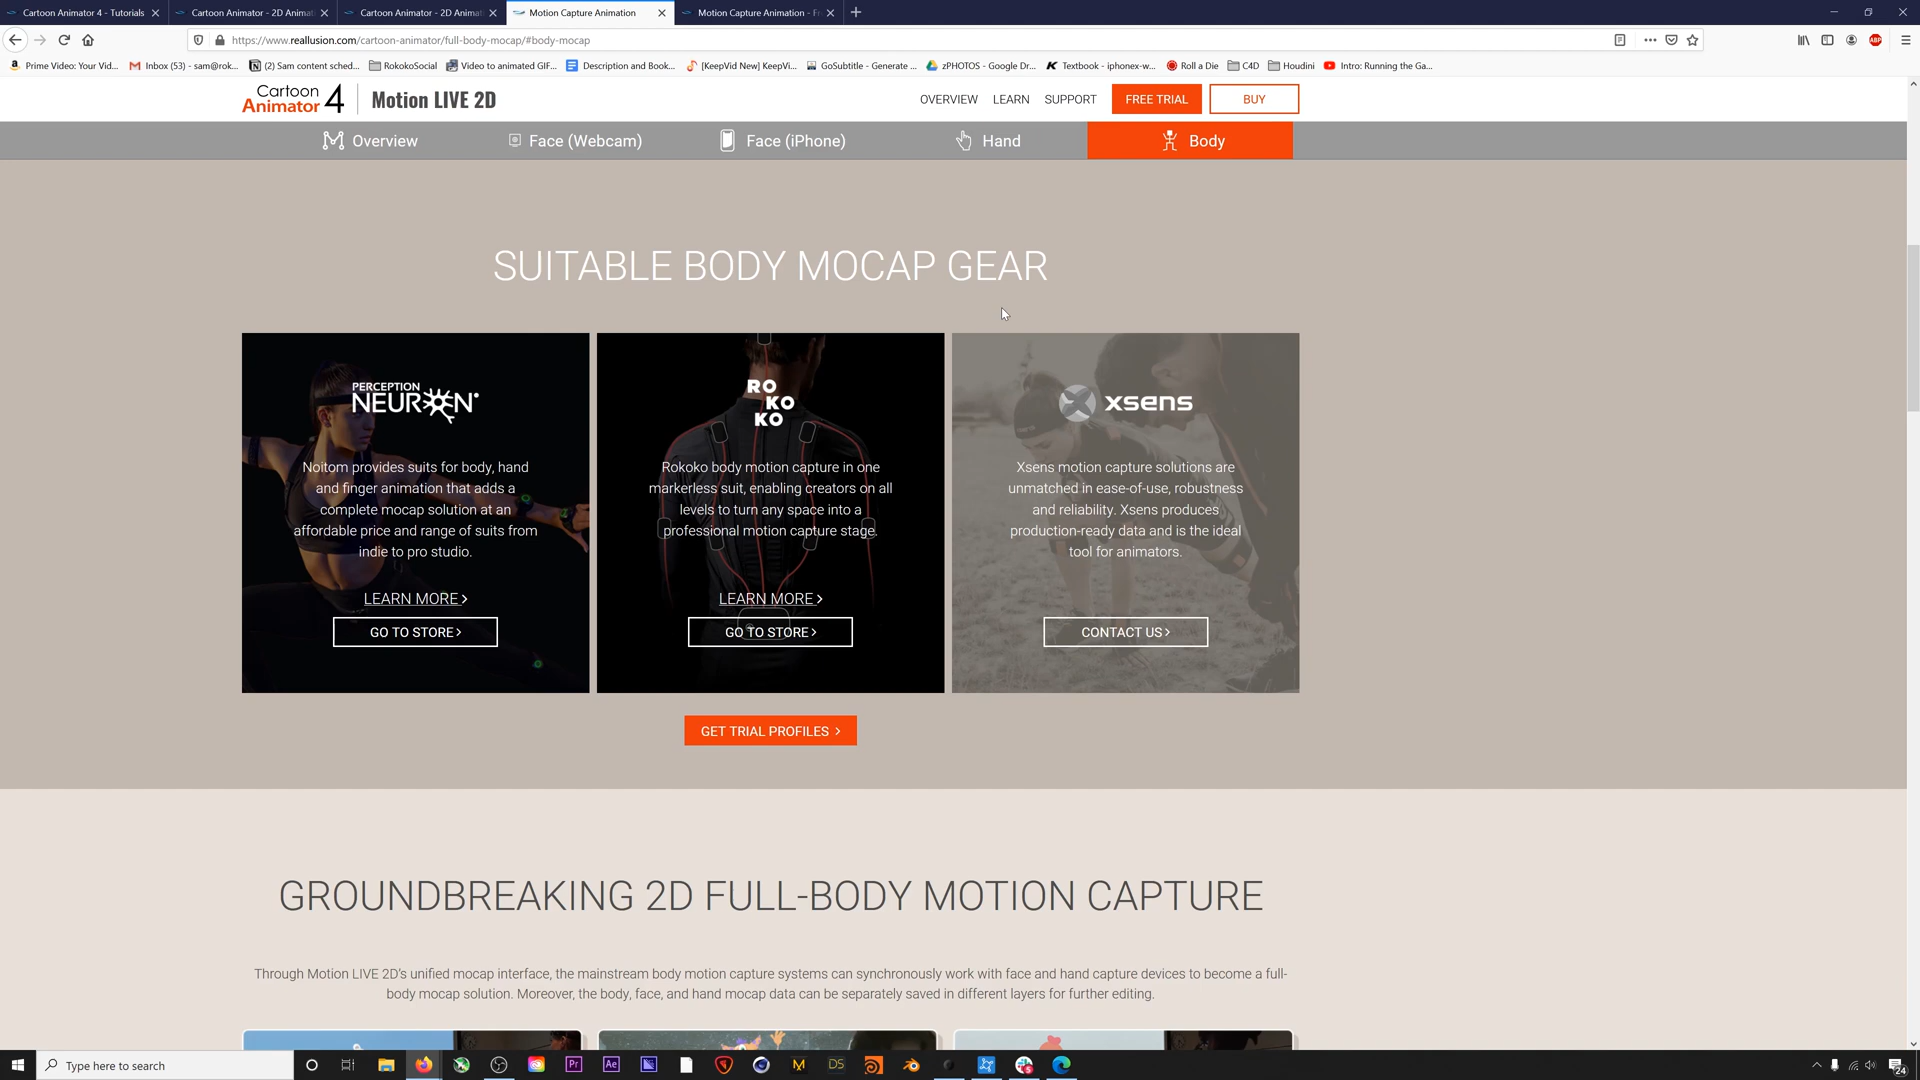 Cartoon Animator 4 - Tutorials
Cartoon Animator - 2D Animat
Cartoon Animator - 2D Animat
Motion Capture Animation
Motion Capture Animation - Fr
https://www.reallusion.com/cartoon-animator/full-body-mocap/#body-mocap
Prime Video: Your Vid...
Inbox (53) - sam@rok...
(2) Sam content sched...
RokokoSocial
Video to animated GIF...
Description and Book...
[KeepVid New] KeepVi...
GoSubtitle - Generate ...
zPHOTOS - Google Dr...
Textbook - iphonex-w...
Roll a Die
C4D
Houdini
Intro: Running the Ga...
ABP
Cartoon Animator 4
Motion LIVE 2D
OVERVIEW
LEARN
SUPPORT
FREE TRIAL
BUY
Overview
Face (Webcam)
Face (iPhone)
Hand
Body
SUITABLE BODY MOCAP GEAR
PERCEPTION
NEURON
Noitom provides suits for body, hand
and finger animation that adds a
complete mocap solution at an
affordable price and range of suits from
indie to pro studio.
LEARN MORE >
GO TO STORE >
RO
KO
KO
Rokoko body motion capture in one
markerless suit, enabling creators on all
levels to turn any space into a
professional motion capture stage.
LEARN MORE >
GO TO STORE >
xsens
Xsens motion capture solutions are
unmatched in ease-of-use, robustness
and reliability. Xsens produces
production-ready data and is the ideal
tool for animators.
CONTACT US >
GET TRIAL PROFILES >
GROUNDBREAKING 2D FULL-BODY MOTION CAPTURE
Through Motion LIVE 2D's unified mocap interface, the mainstream body motion capture systems can synchronously work with face and hand capture devices to become a full-
body mocap solution. Moreover, the body, face, and hand mocap data can be separately saved in different layers for further editing.
Type here to search
Pr
Ae
M
DS
24